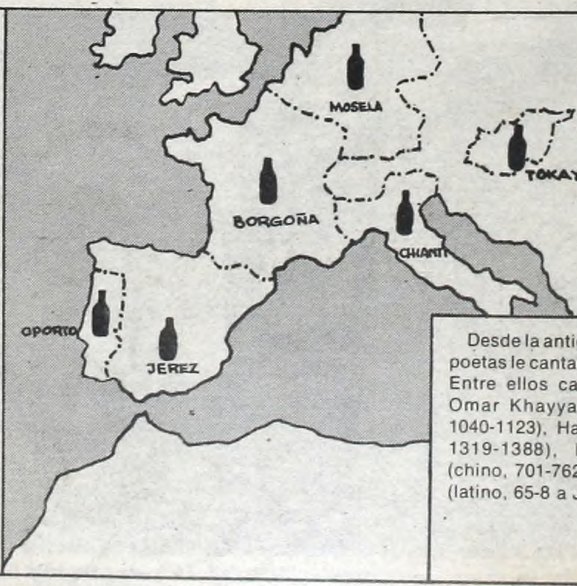 MOSELA
TOKAY
BORGOÑA
CHIANTI
OPORTO
JEREZ
Desde la anti
poetas le canta
Entre ellos ca
Omar Khayya
1040-1123), Ha
1319-1388),
(chino, 701-762
(latino, 65-8 a